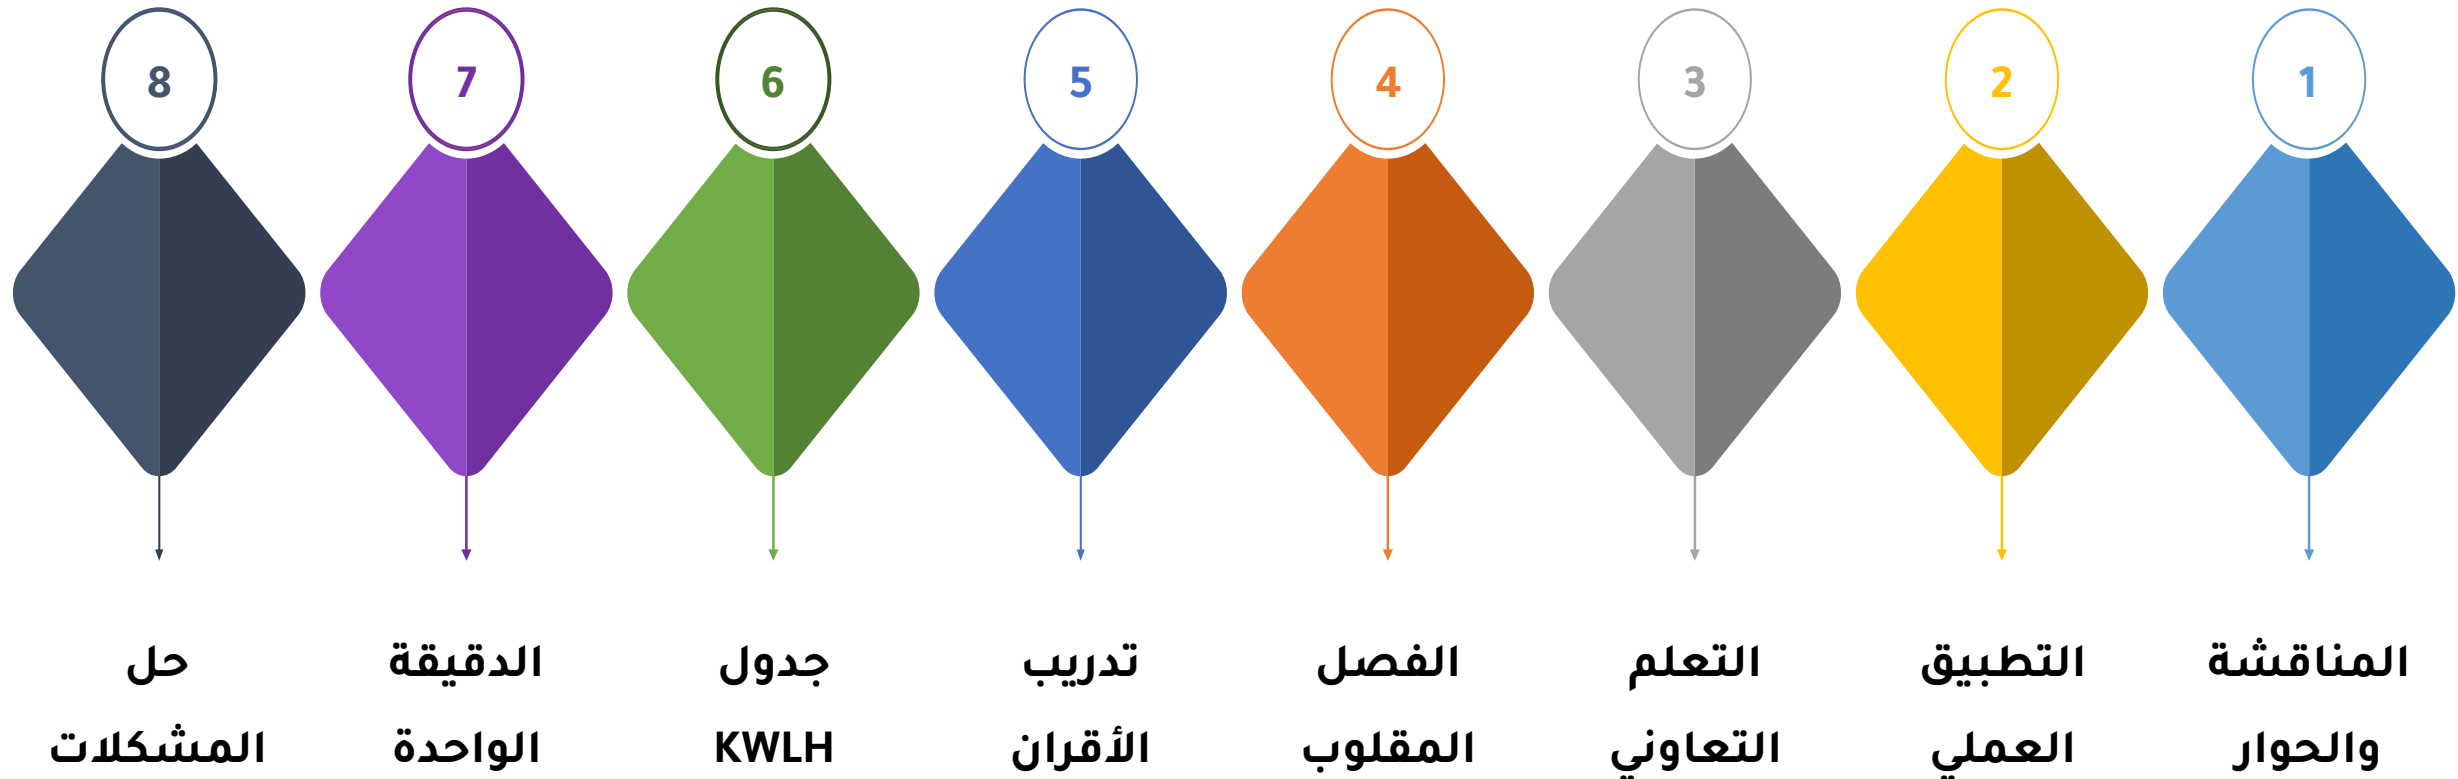 1
المناقشة
والحوار
2
التطبيق
العملي
3
التعلم
التعاوني
4
الفصل
المقلوب
5
تدريب
الأقران
6
جدول
KWLH
7
الدقيقة
الواحدة
8
حل
المشكلات